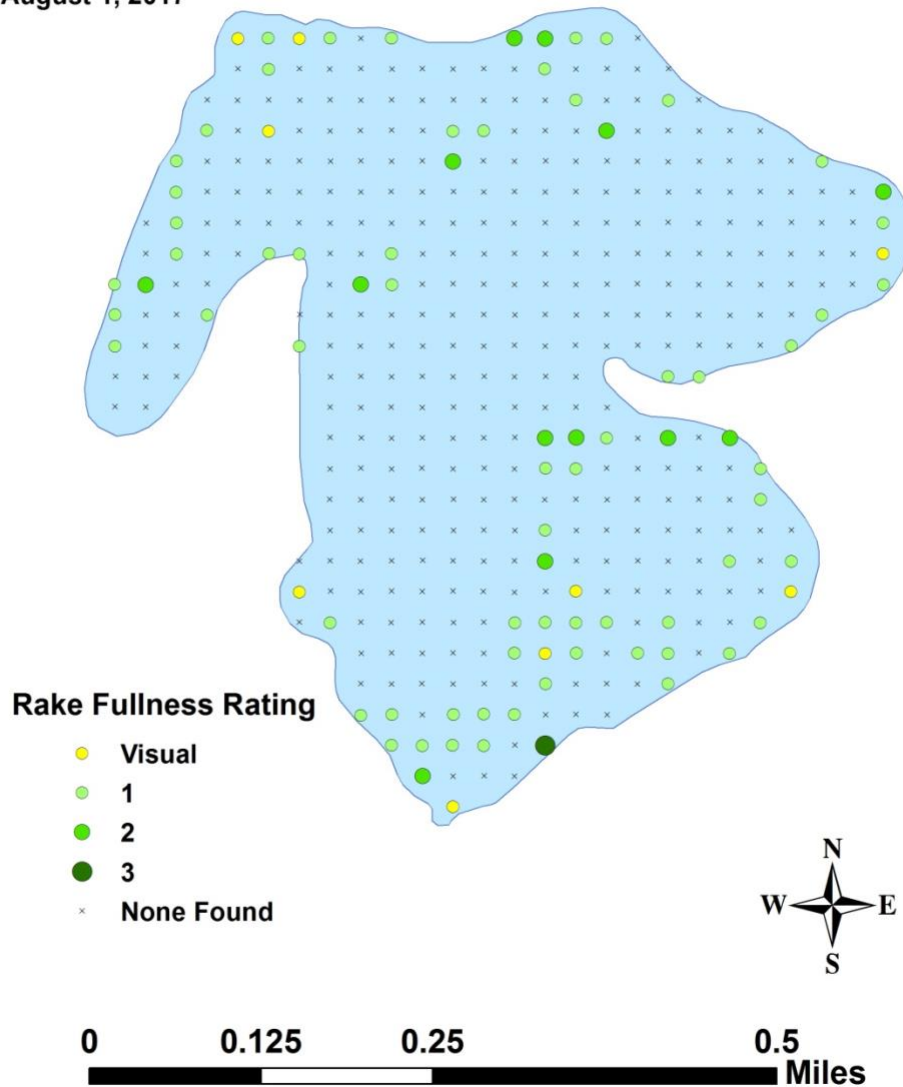 August 1, 2017
Rake Fullness Rating
Visual
1
2
3
None Found
N
W E
S
0 0.125 0.25 0.5
Miles